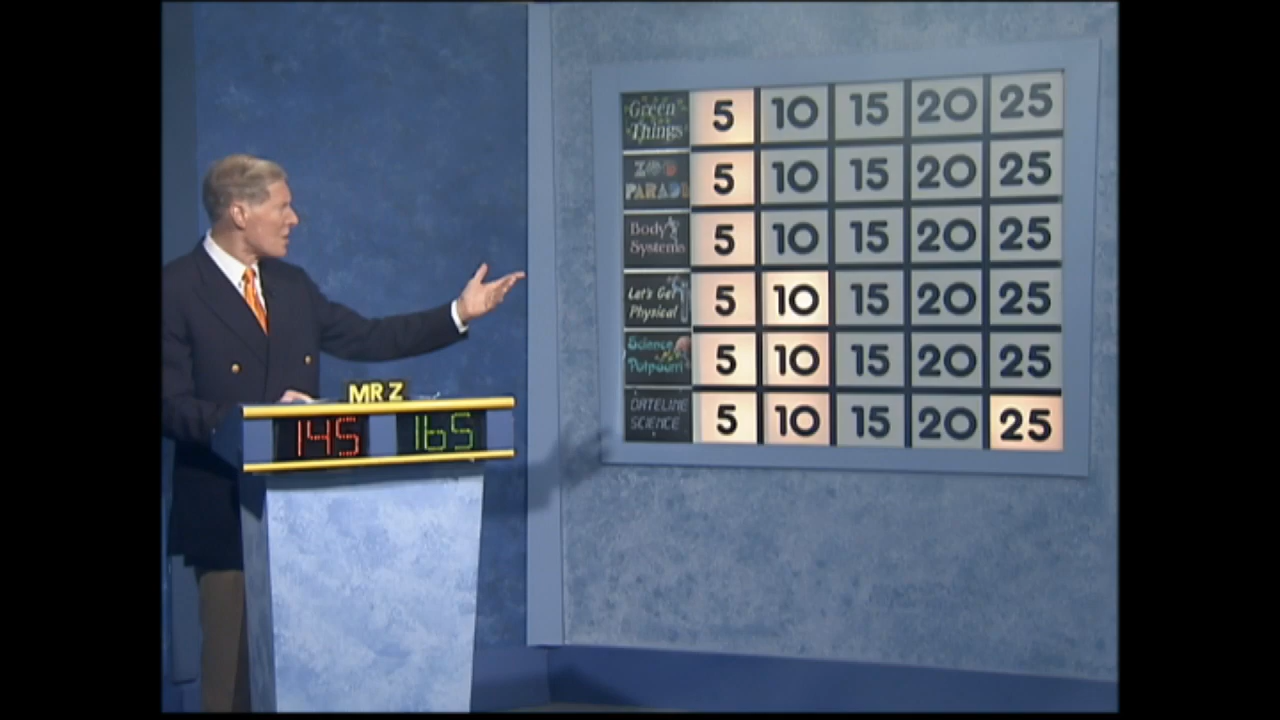 Green
Things
5 10 15 20 25
ZOO
PARADE
5 10 15 20 25
Body
Systems
5 10 15 20 25
Let's Get
Physical
5 10 15 20 25
Science
Potpourri
5 10 15 20 25
DATELINE
SCIENCE
5 10 15 20 25
MR Z
145 165